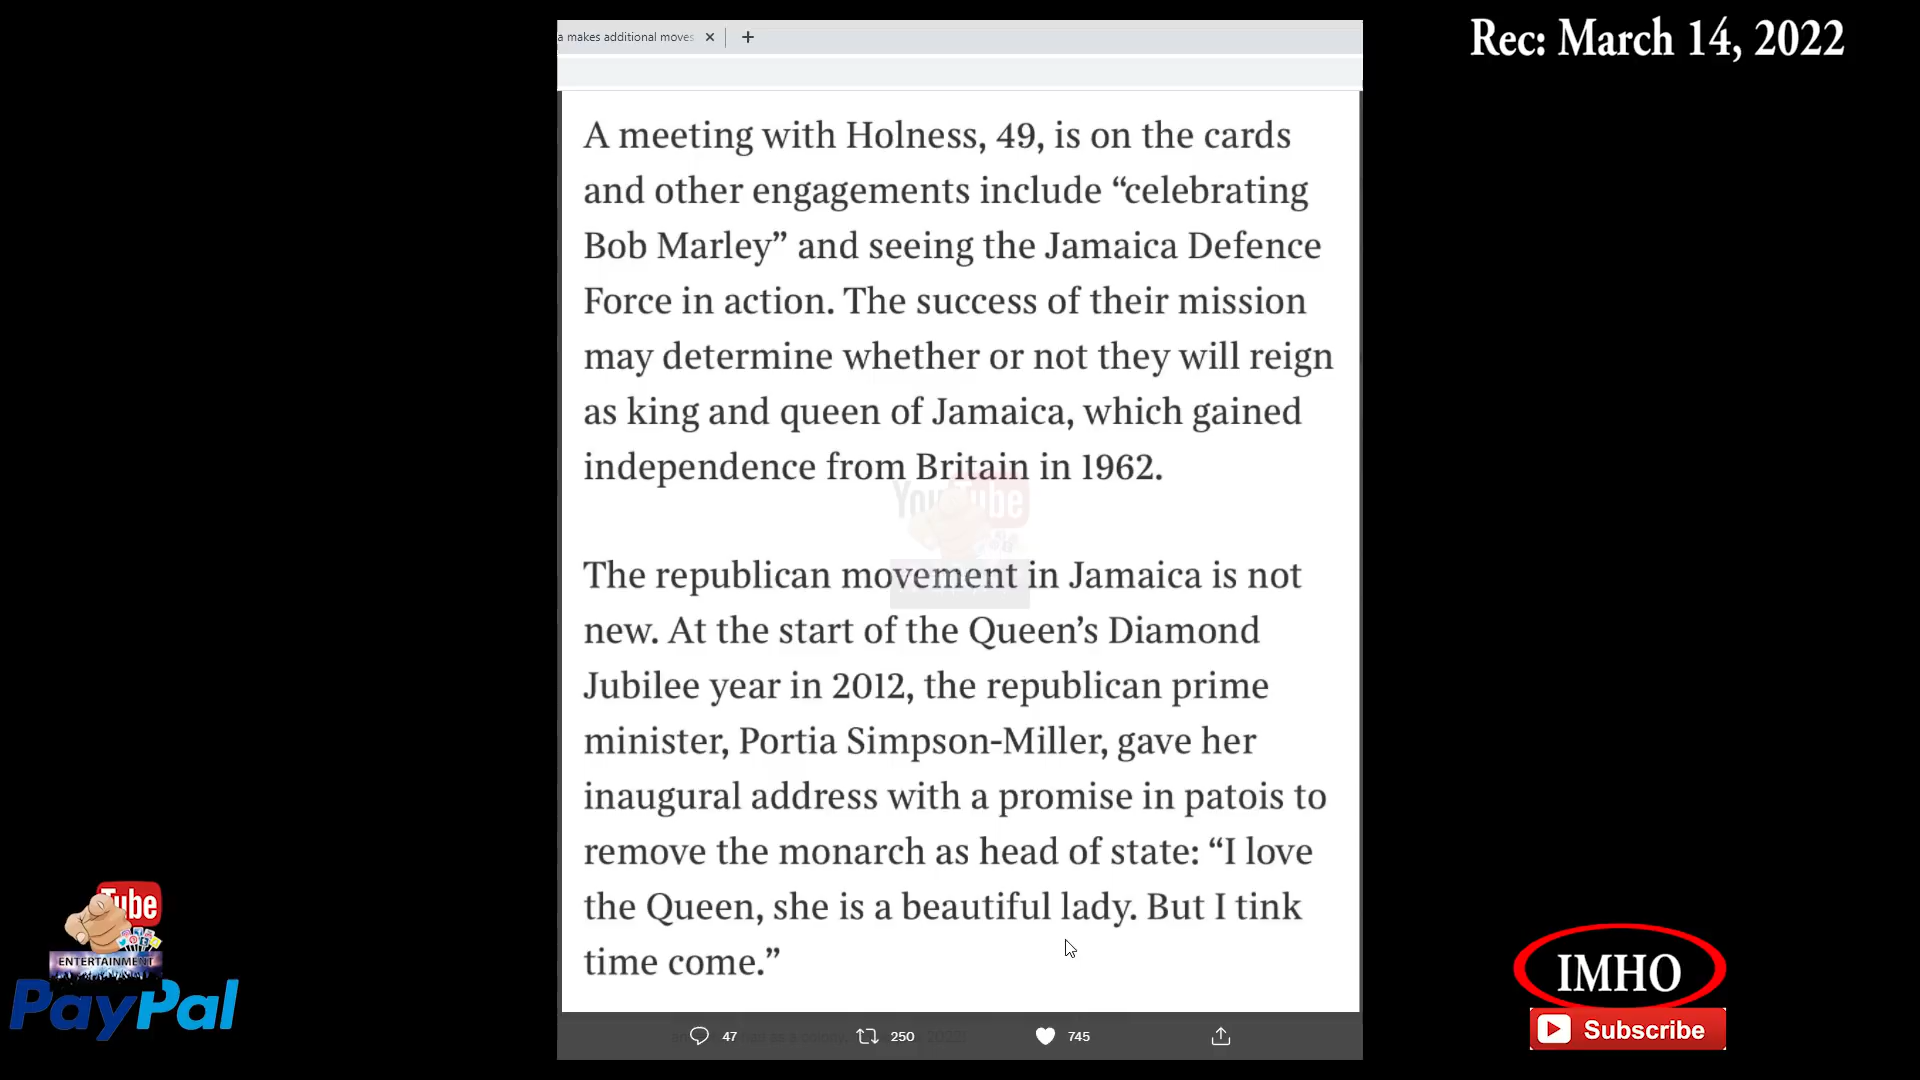 a makes additional moves
Rec: March 14, 2022
A meeting with Holness, 49, is on the cards
and other engagements include “celebrating
Bob Marley” and seeing the Jamaica Defence
Force in action. The success of their mission
may determine whether or not they will reign
as king and queen of Jamaica, which gained
independence from Britain in 1962.
YouTube
The republican movement in Jamaica is not
new. At the start of the Queen’s Diamond
Jubilee year in 2012, the republican prime
minister, Portia Simpson-Miller, gave her
inaugural address with a promise in patois to
remove the monarch as head of state: “I love
the Queen, she is a beautiful lady. But I tink
time come.”
47 250 745
Tube
ENTERTAINMENT
PayPal
IMHO
Subscribe